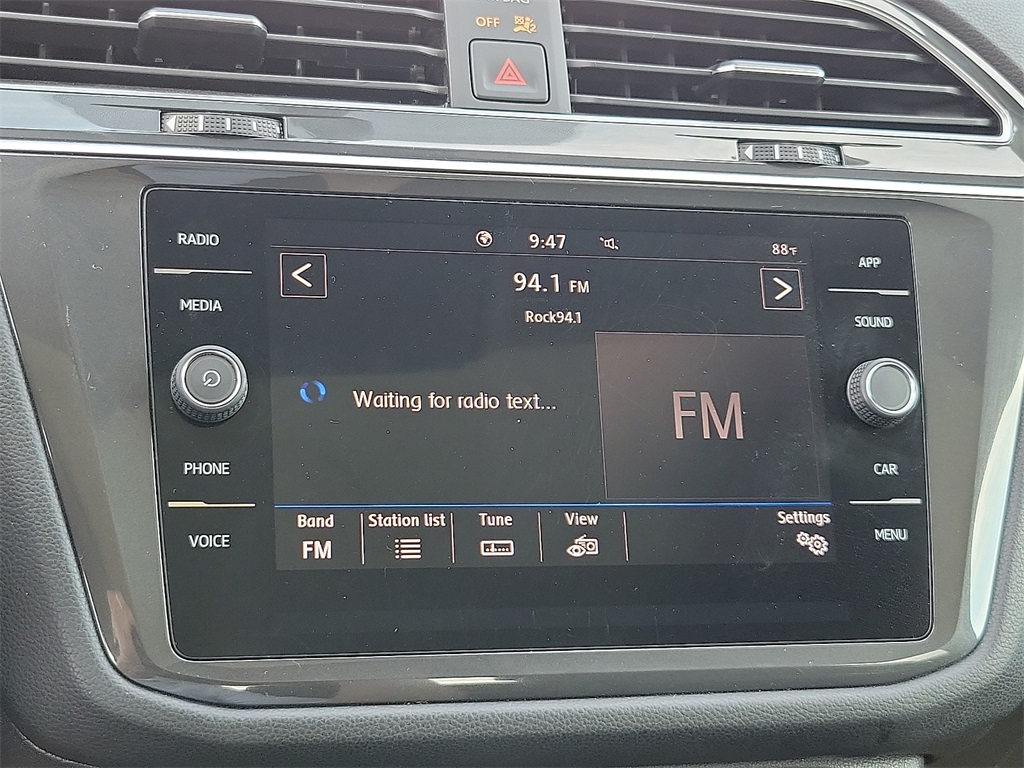 OFF
9:47
88°F
94.1 FM
Rock94.1
Waiting for radio text...
FM
Band
FM
Station list
Tune
View
Settings
RADIO
MEDIA
PHONE
VOICE
APP
SOUND
CAR
MENU